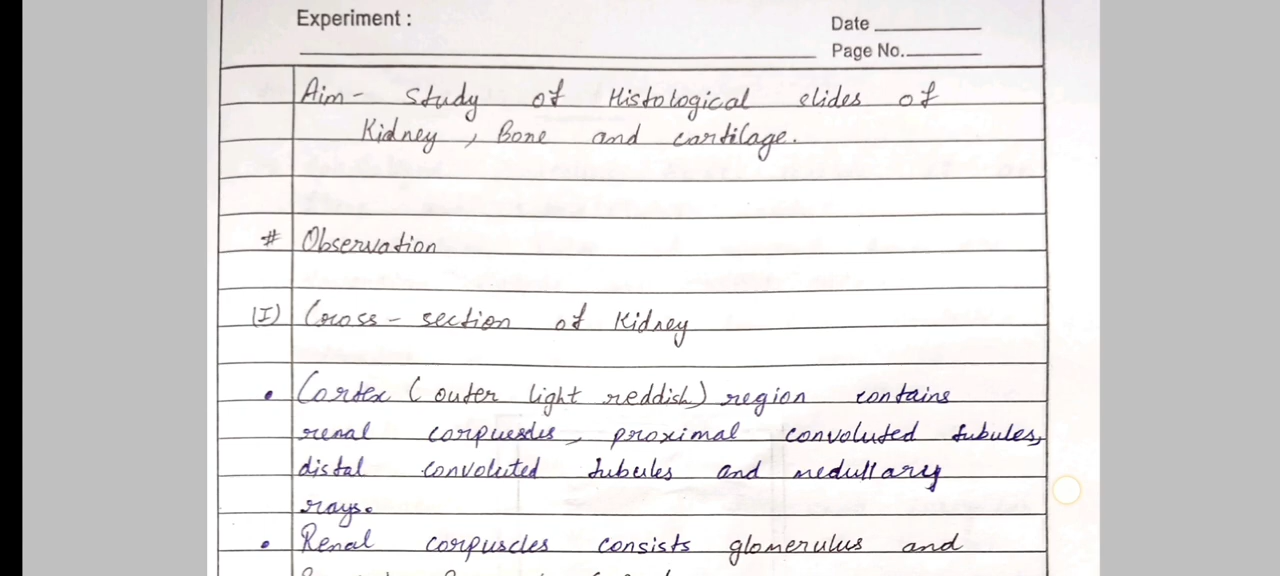 Experiment :
Date
Page No.
Aim- Study of Histological slides of
Kidney, Bone and cartilage.
# Observation
(I) Cross-section of Kidney
• Cortex (outer light reddish) region contains
renal corpuscles, proximal convoluted tubules,
distal convoluted tubules and medullary
rays.
• Renal corpuscles consists glomerulus and